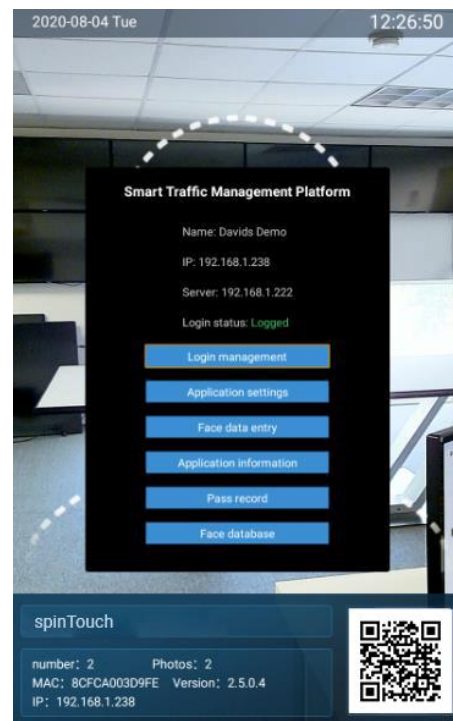 2020-08-04 Tue 12:26:50
Smart Traffic Management Platform
Name: Davids Demo
IP: 192.168.1.238
Server: 192.168.1.222
Login status: Logged
Login management
Application settings
Face data entry
Application information
Pass record
Face database
spinTouch
number: 2 Photos: 2
MAC: 8CFCA003D9FE Version: 2.5.0.4
IP: 192.168.1.238